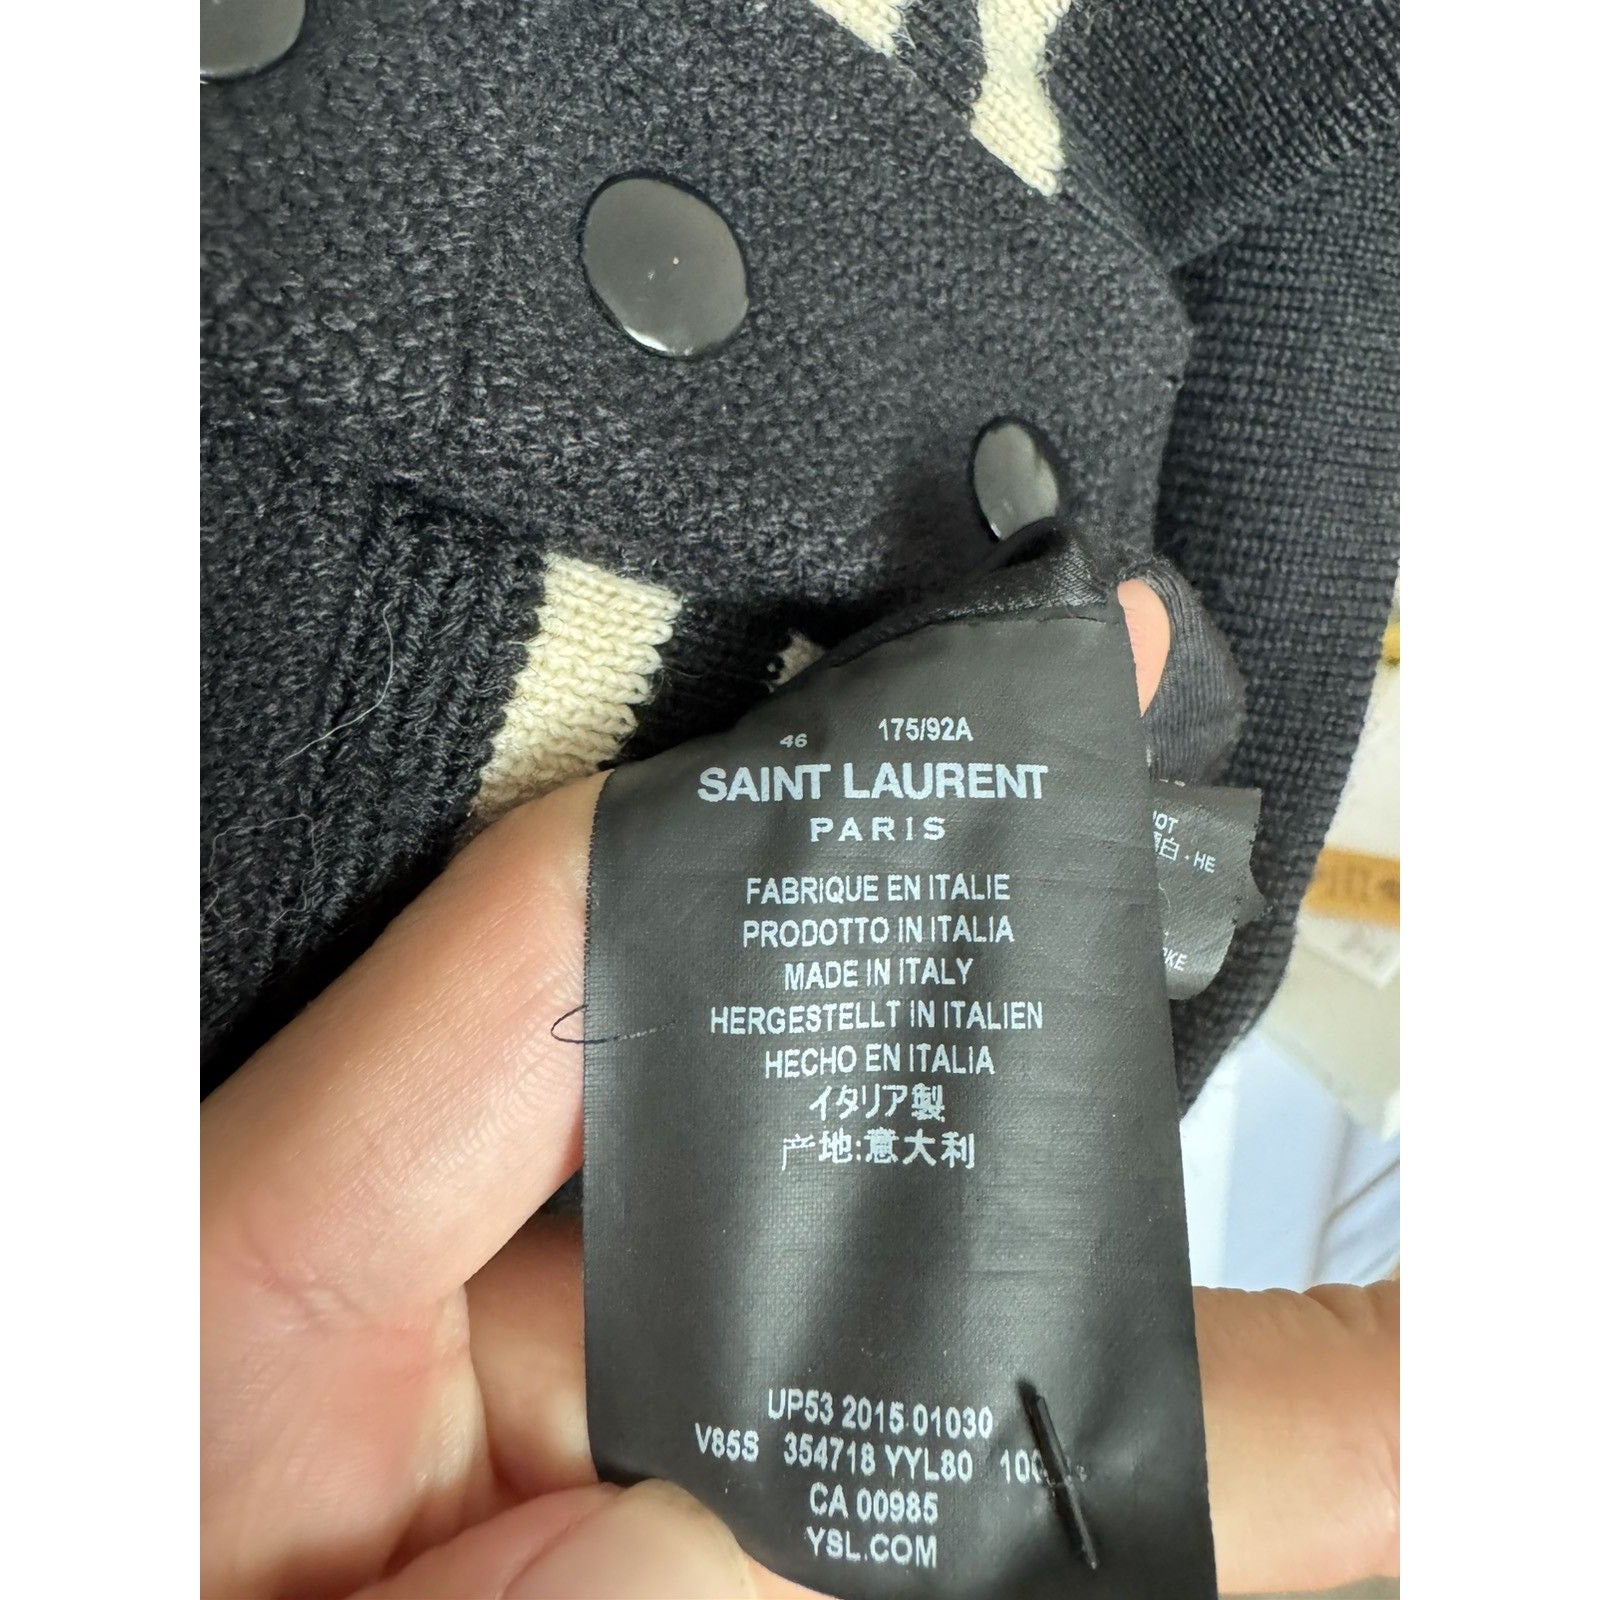 46 175/92A
SAINT LAURENT
PARIS
FABRIQUE EN ITALIE
PRODOTTO IN ITALIA
MADE IN ITALY
HERGESTELLT IN ITALIEN
HECHO EN ITALIA
イタリア製
产地:意大利
UP53 2015 01030
V85S 354718 YYL80
CA 00985
YSL.COM
白·HE